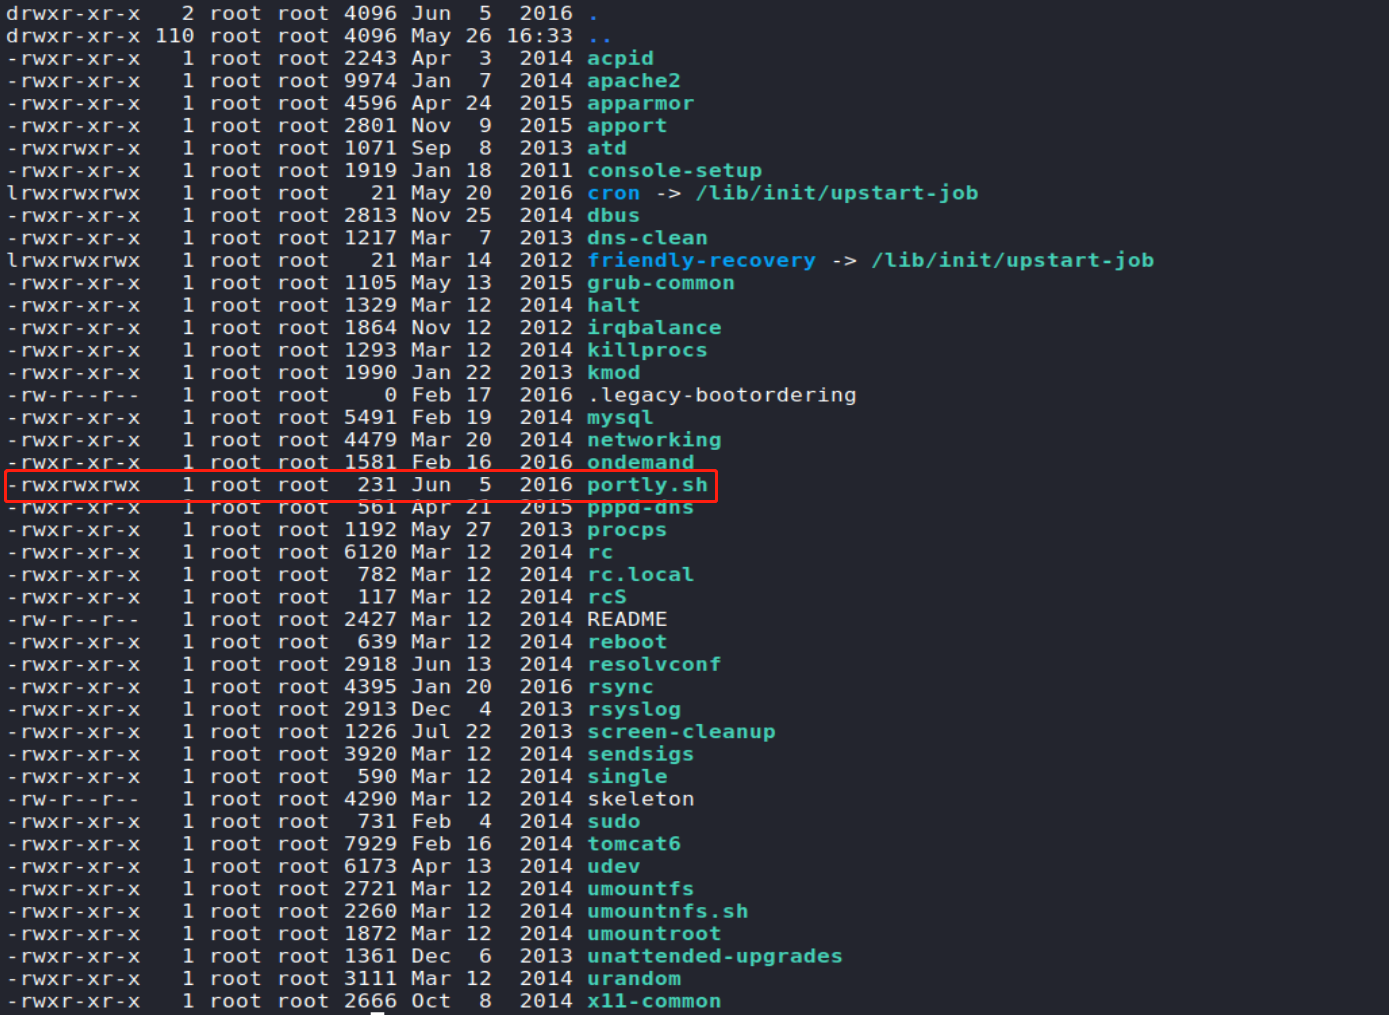 drwxr-xr-x   2 root root 4096 Jun  5  2016 .
drwxr-xr-x 110 root root 4096 May 26 16:33 ..
-rwxr-xr-x   1 root root 2243 Apr  3  2014 acpid
-rwxr-xr-x   1 root root 9974 Jan  7  2014 apache2
-rwxr-xr-x   1 root root 4596 Apr 24  2015 apparmor
-rwxr-xr-x   1 root root 2801 Nov  9  2015 apport
-rwxrwxr-x   1 root root 1071 Sep  8  2013 atd
-rwxr-xr-x   1 root root 1919 Jan 18  2011 console-setup
lrwxrwxrwx   1 root root   21 May 20  2016 cron -> /lib/init/upstart-job
-rwxr-xr-x   1 root root 2813 Nov 25  2014 dbus
-rwxr-xr-x   1 root root 1217 Mar  7  2013 dns-clean
lrwxrwxrwx   1 root root   21 Mar 14  2012 friendly-recovery -> /lib/init/upstart-job
-rwxr-xr-x   1 root root 1105 May 13  2015 grub-common
-rwxr-xr-x   1 root root 1329 Mar 12  2014 halt
-rwxr-xr-x   1 root root 1864 Nov 12  2012 irqbalance
-rwxr-xr-x   1 root root 1293 Mar 12  2014 killprocs
-rwxr-xr-x   1 root root 1990 Jan 22  2013 kmod
-rw-r--r--   1 root root    0 Feb 17  2016 .legacy-bootordering
-rwxr-xr-x   1 root root 5491 Feb 19  2014 mysql
-rwxr-xr-x   1 root root 4479 Mar 20  2014 networking
-rwxr-xr-x   1 root root 1581 Feb 16  2016 ondemand
-rwxrwxrwx   1 root root  231 Jun  5  2016 portly.sh
-rwxr-xr-x   1 root root  561 Apr 21  2015 pppd-dns
-rwxr-xr-x   1 root root 1192 May 27  2013 procps
-rwxr-xr-x   1 root root 6120 Mar 12  2014 rc
-rwxr-xr-x   1 root root  782 Mar 12  2014 rc.local
-rwxr-xr-x   1 root root  117 Mar 12  2014 rcS
-rw-r--r--   1 root root 2427 Mar 12  2014 README
-rwxr-xr-x   1 root root  639 Mar 12  2014 reboot
-rwxr-xr-x   1 root root 2918 Jun 13  2014 resolvconf
-rwxr-xr-x   1 root root 4395 Jan 20  2016 rsync
-rwxr-xr-x   1 root root 2913 Dec  4  2013 rsyslog
-rwxr-xr-x   1 root root 1226 Jul 22  2013 screen-cleanup
-rwxr-xr-x   1 root root 3920 Mar 12  2014 sendsigs
-rwxr-xr-x   1 root root  590 Mar 12  2014 single
-rw-r--r--   1 root root 4290 Mar 12  2014 skeleton
-rwxr-xr-x   1 root root  731 Feb  4  2014 sudo
-rwxr-xr-x   1 root root 7929 Feb 16  2014 tomcat6
-rwxr-xr-x   1 root root 6173 Apr 13  2014 udev
-rwxr-xr-x   1 root root 2721 Mar 12  2014 umountfs
-rwxr-xr-x   1 root root 2260 Mar 12  2014 umountnfs.sh
-rwxr-xr-x   1 root root 1872 Mar 12  2014 umountroot
-rwxr-xr-x   1 root root 1361 Dec  6  2013 unattended-upgrades
-rwxr-xr-x   1 root root 3111 Mar 12  2014 urandom
-rwxr-xr-x   1 root root 2666 Oct  8  2014 x11-common